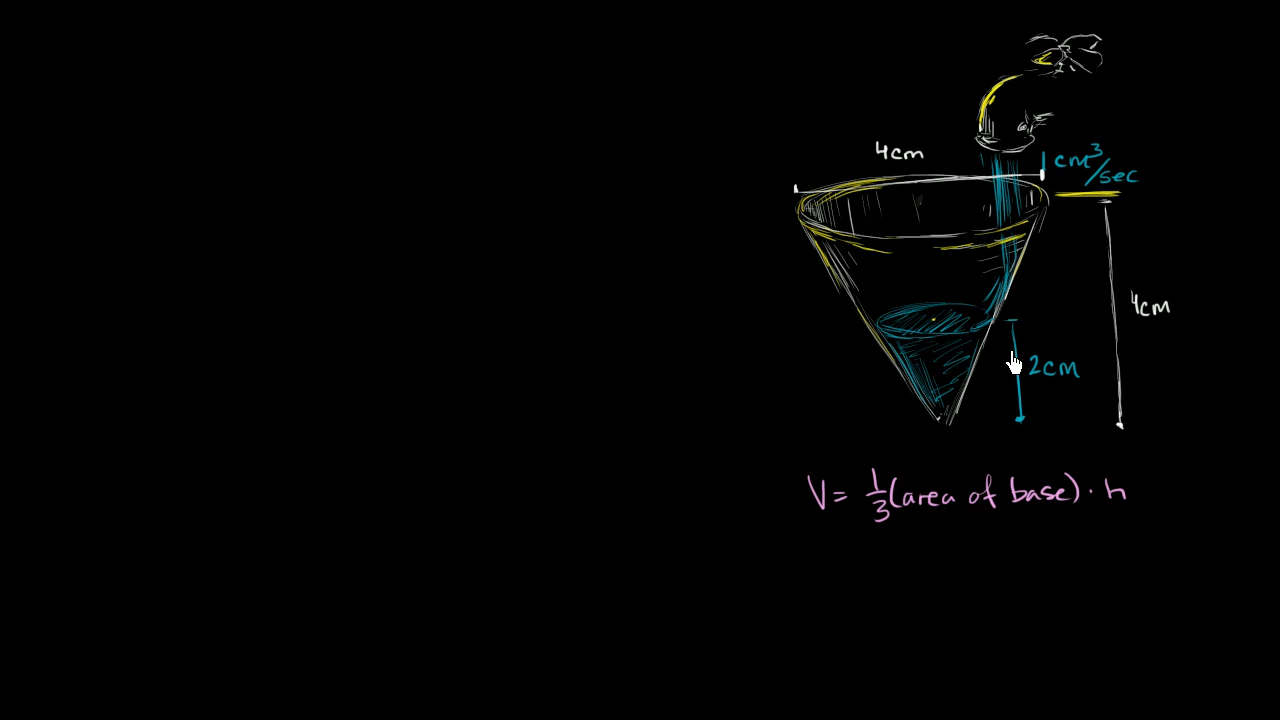 4cm
1 cm³/sec
4cm
2cm
V = 1/3 (area of base) · h